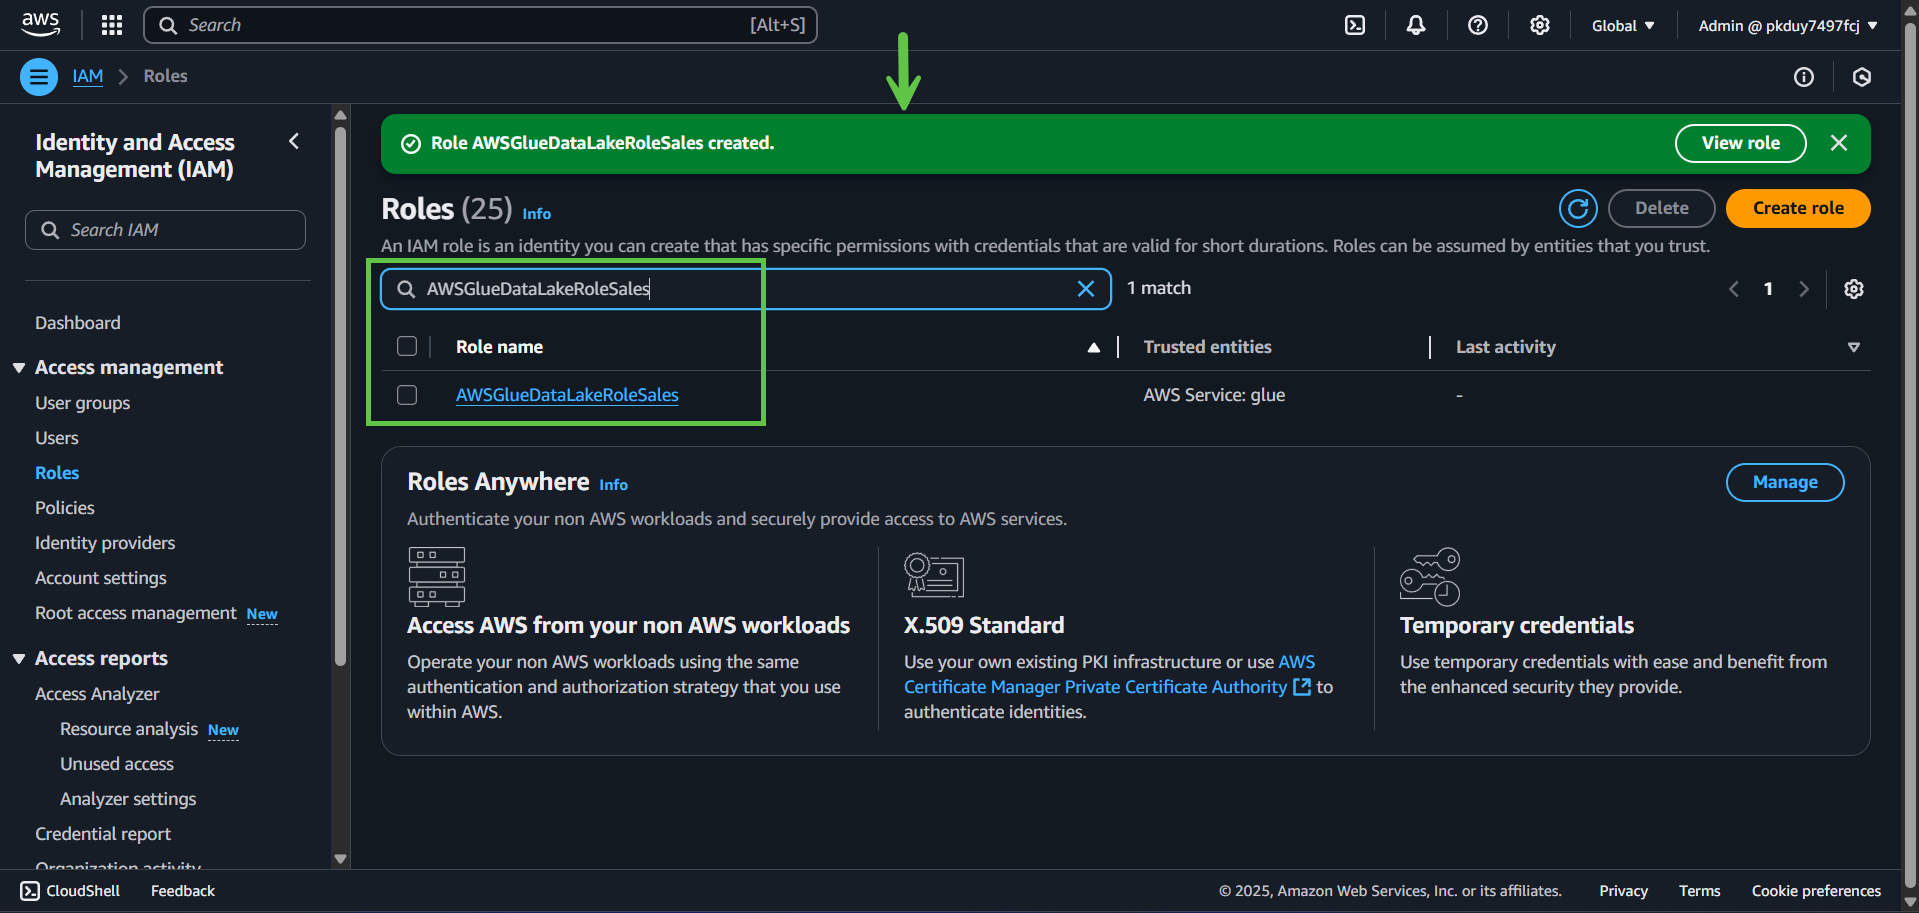 aws
Search [Alt+S]
Global
Admin @ pkduy7497fcj
IAM
Roles
Identity and Access
Management (IAM)
Search IAM
Dashboard
Access management
User groups
Users
Roles
Policies
Identity providers
Account settings
Root access management New
Access reports
Access Analyzer
Resource analysis New
Unused access
Analyzer settings
Credential report
Organization activity
Role AWSGlueDataLakeRoleSales created.
View role
Roles (25) Info
Delete
Create role
An IAM role is an identity you can create that has specific permissions with credentials that are valid for short durations. Roles can be assumed by entities that you trust.
AWSGlueDataLakeRoleSales
1 match
1
Role name
Trusted entities
Last activity
AWSGlueDataLakeRoleSales
AWS Service: glue
-
Roles Anywhere Info
Manage
Authenticate your non AWS workloads and securely provide access to AWS services.
Access AWS from your non AWS workloads
Operate your non AWS workloads using the same
authentication and authorization strategy that you use
within AWS.
X.509 Standard
Use your own existing PKI infrastructure or use AWS
Certificate Manager Private Certificate Authority to
authenticate identities.
Temporary credentials
Use temporary credentials with ease and benefit from
the enhanced security they provide.
CloudShell
Feedback
© 2025, Amazon Web Services, Inc. or its affiliates.
Privacy
Terms
Cookie preferences